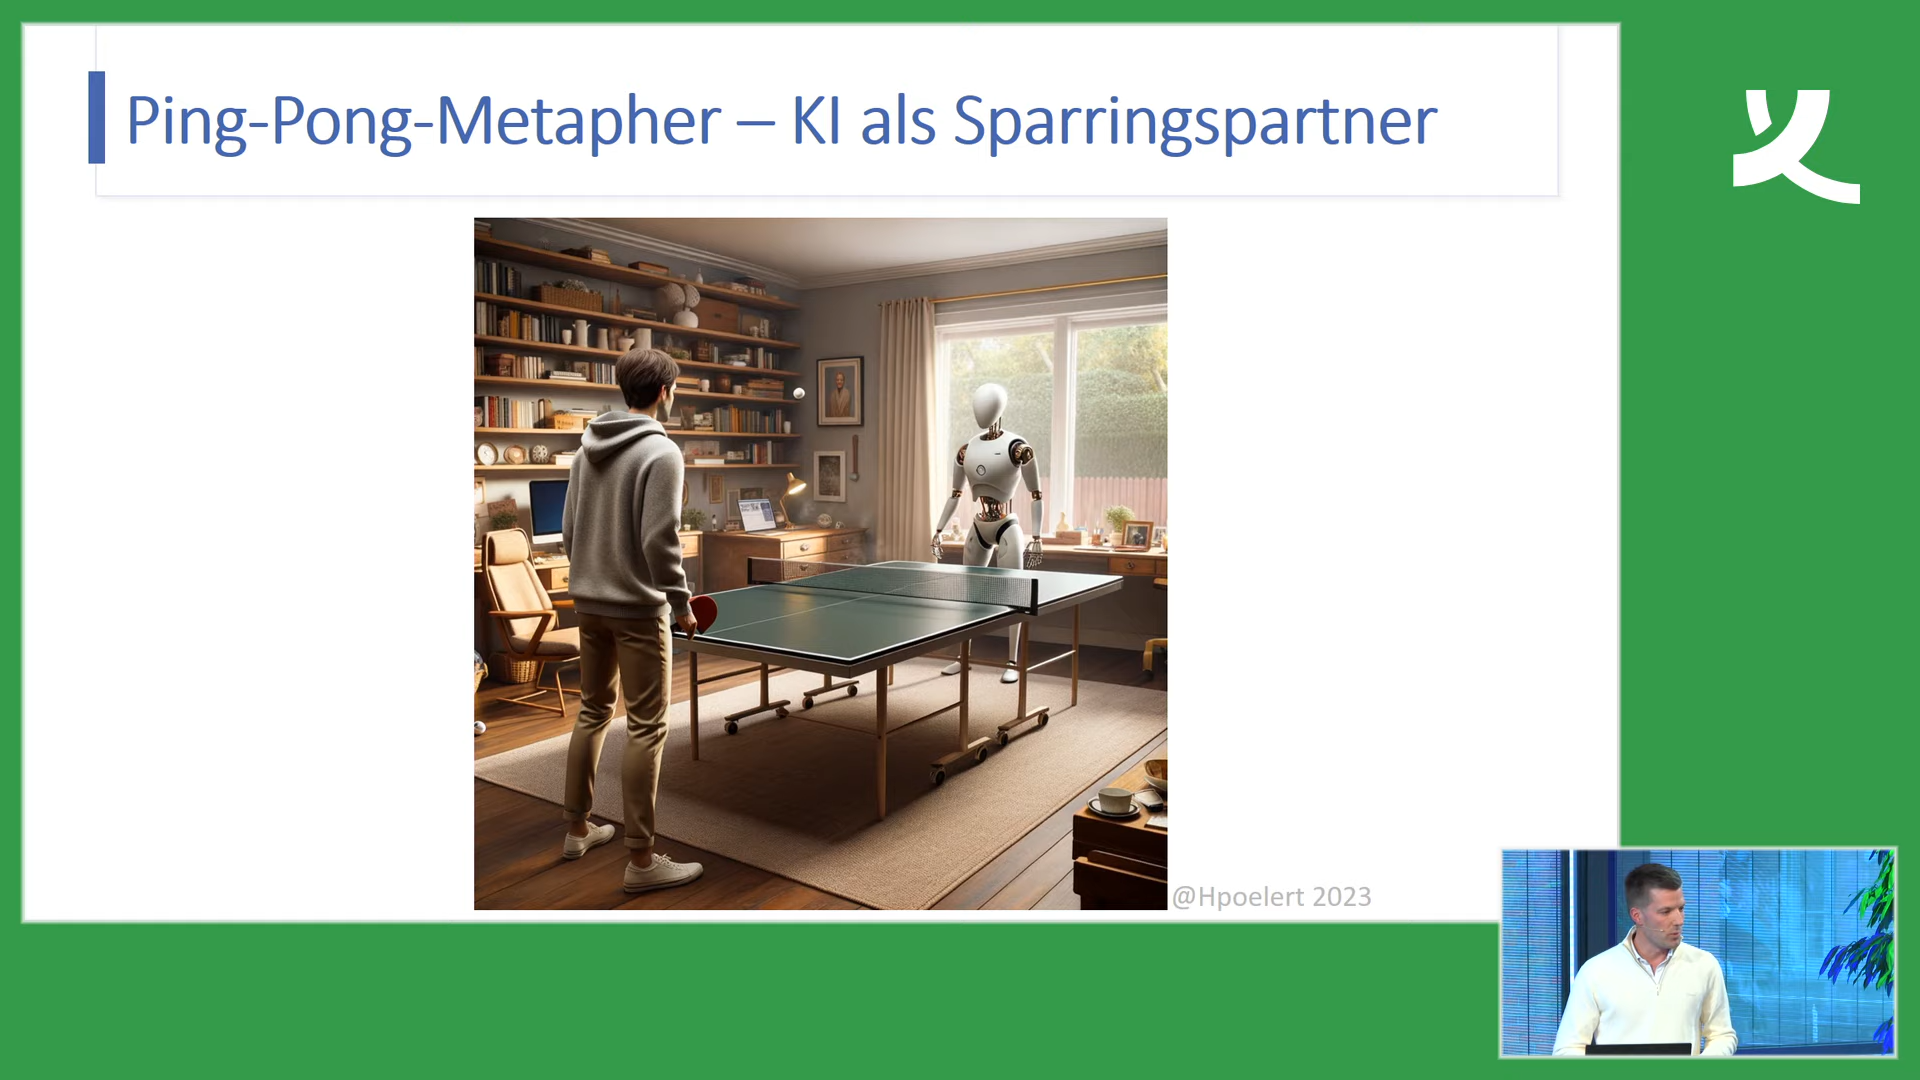 Ping-Pong-Metapher – KI als Sparringspartner
@Hpoelert 2023